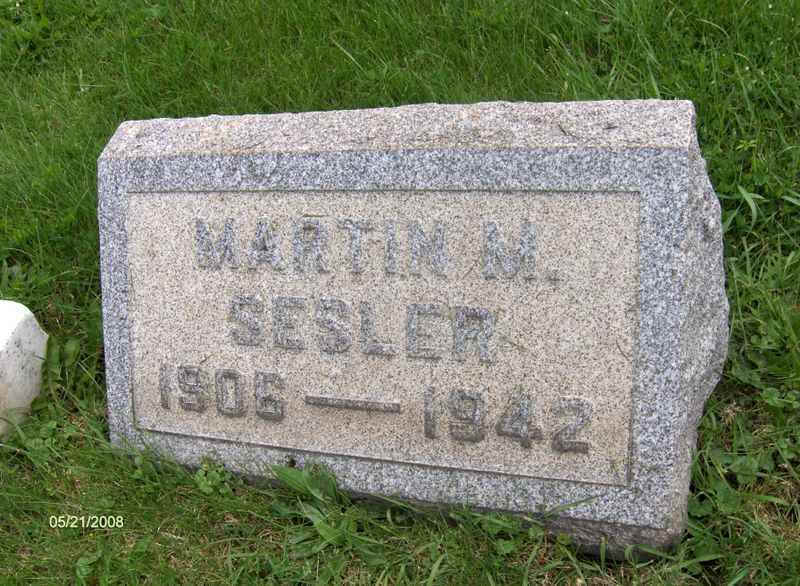 MARTIN M.
SESLER
1906 — 1942
05/21/2008